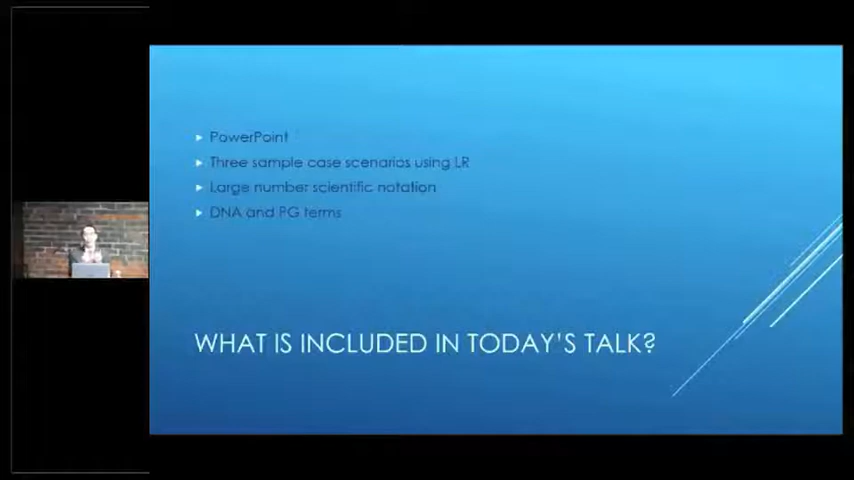 PowerPoint
Three sample case scenarios using LR
Large number scientific notation
DNA and PG terms
WHAT IS INCLUDED IN TODAY'S TALK?